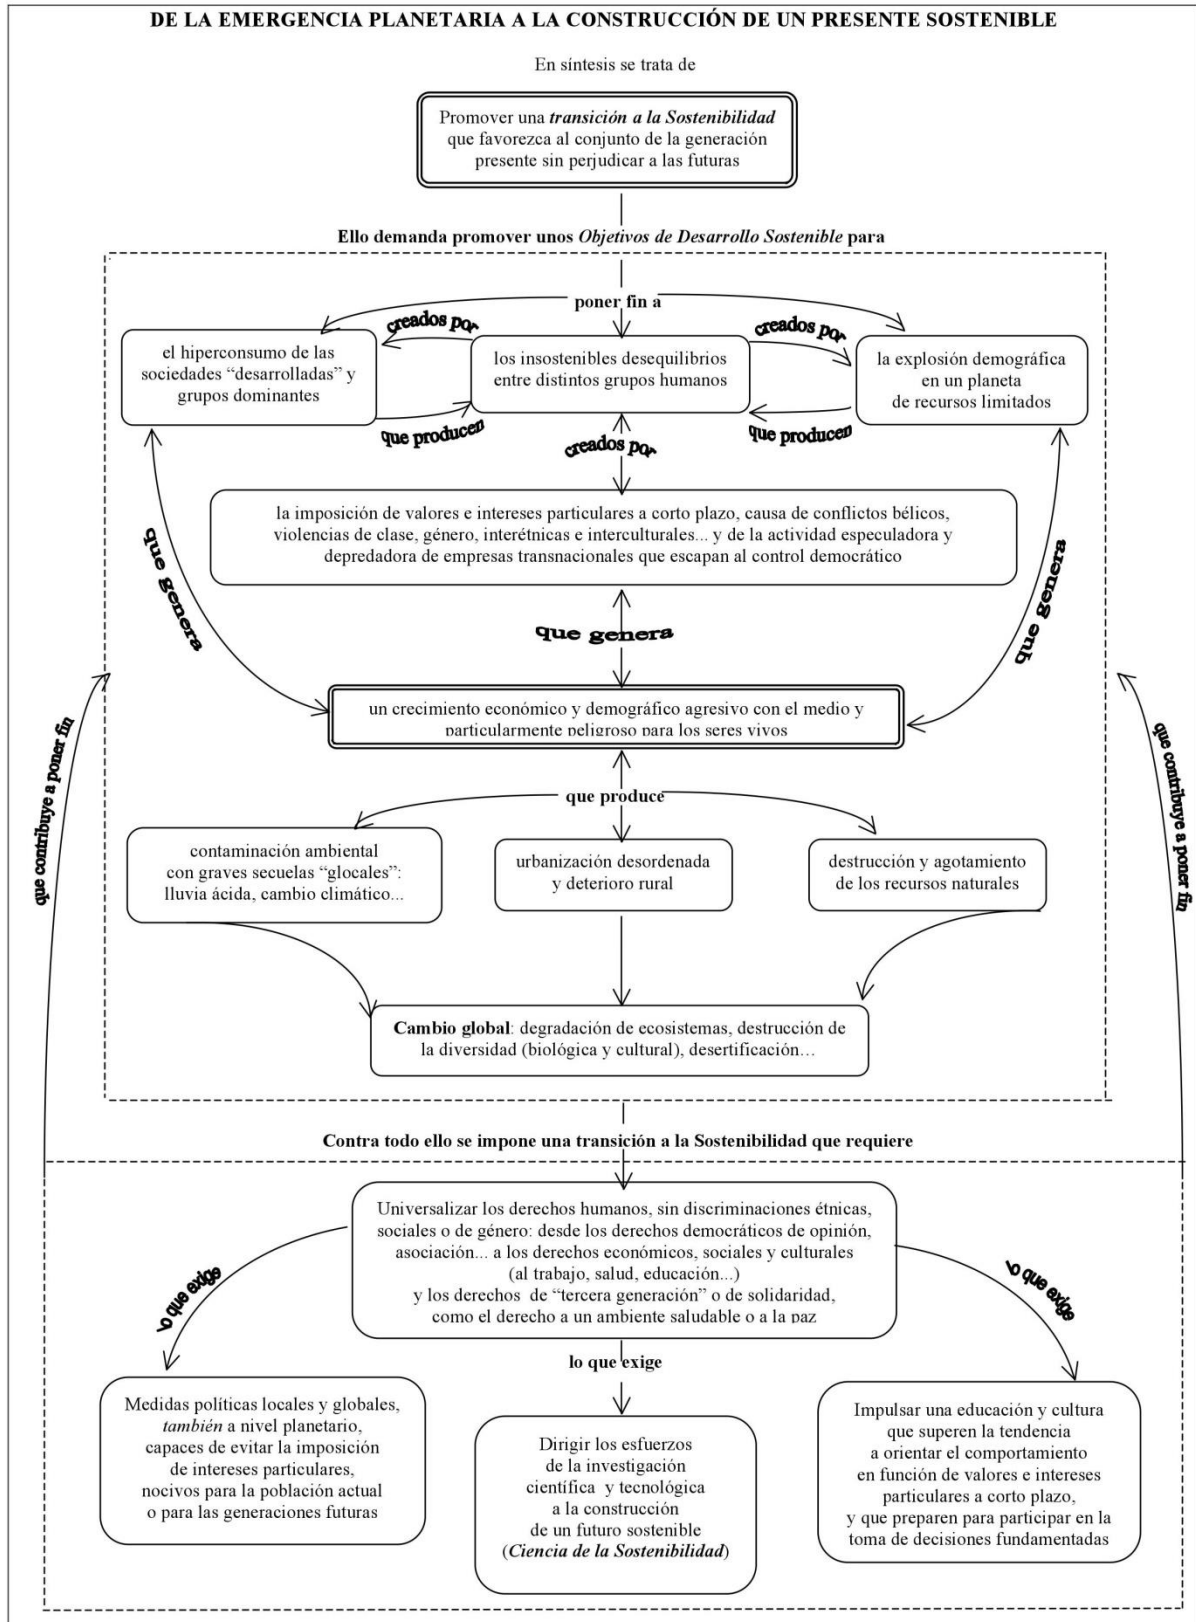 DE LA EMERGENCIA PLANETARIA A LA CONSTRUCCIÓN DE UN PRESENTE SOSTENIBLE
En síntesis se trata de
Promover una transición a la Sostenibilidad
que favorezca al conjunto de la generación
presente sin perjudicar a las futuras
Ello demanda promover unos Objetivos de Desarrollo Sostenible para
poner fin a
creados por
creados por
el hiperconsumo de las
sociedades “desarrolladas” y
grupos dominantes
los insostenibles desequilibrios
entre distintos grupos humanos
la explosión demográfica
en un planeta
de recursos limitados
que producen
que producen
creados por
la imposición de valores e intereses particulares a corto plazo, causa de conflictos bélicos,
violencias de clase, género, interétnicas e interculturales... y de la actividad especuladora y
depredadora de empresas transnacionales que escapan al control democrático
que genera
que genera
que genera
un crecimiento económico y demográfico agresivo con el medio y
particularmente peligroso para los seres vivos
que contribuye a poner fin
que contribuye a poner fin
que produce
contaminación ambiental
con graves secuelas “glocales”:
lluvia ácida, cambio climático...
urbanización desordenada
y deterioro rural
destrucción y agotamiento
de los recursos naturales
Cambio global: degradación de ecosistemas, destrucción de
la diversidad (biológica y cultural), desertificación…
Contra todo ello se impone una transición a la Sostenibilidad que requiere
Universalizar los derechos humanos, sin discriminaciones étnicas,
sociales o de género: desde los derechos democráticos de opinión,
asociación... a los derechos económicos, sociales y culturales
(al trabajo, salud, educación...)
y los derechos de “tercera generación” o de solidaridad,
como el derecho a un ambiente saludable o a la paz
lo que exige
lo que exige
lo que exige
Medidas políticas locales y globales,
también a nivel planetario,
capaces de evitar la imposición
de intereses particulares,
nocivos para la población actual
o para las generaciones futuras
Dirigir los esfuerzos
de la investigación
científica y tecnológica
a la construcción
de un futuro sostenible
(Ciencia de la Sostenibilidad)
Impulsar una educación y cultura
que superen la tendencia
a orientar el comportamiento
en función de valores e intereses
particulares a corto plazo,
y que preparen para participar en la
toma de decisiones fundamentadas